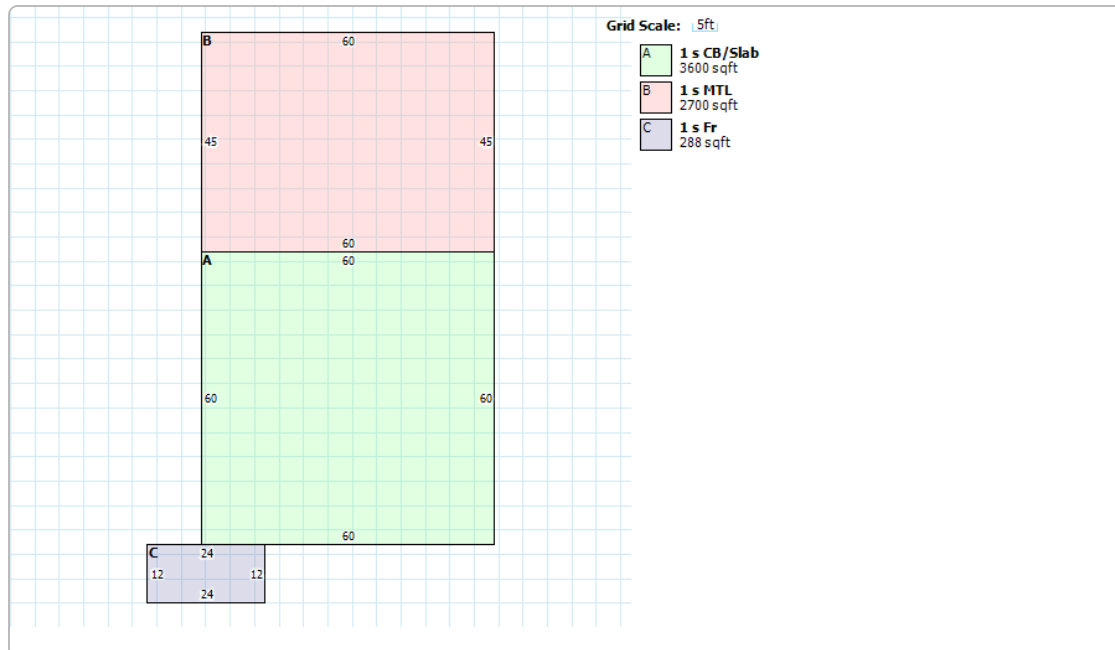 Grid Scale: 5ft
A 1 s CB/Slab
3600 sqft
B 1 s MTL
2700 sqft
C 1 s Fr
288 sqft
B 60
45 45
60
A 60
60 60
60
C 24
12 12
24